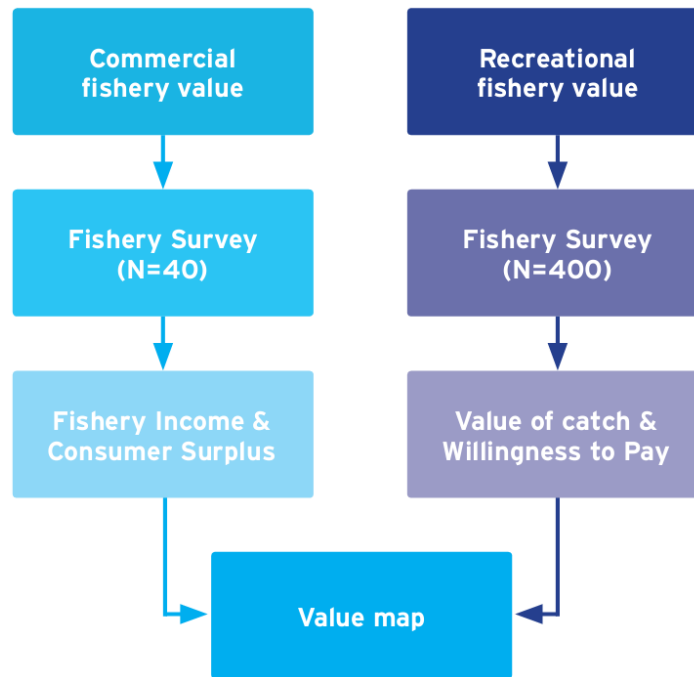 Commercial
fishery value
Recreational
fishery value
Fishery Survey
(N=40)
Fishery Survey
(N=400)
Fishery Income &
Consumer Surplus
Value of catch &
Willingness to Pay
Value map